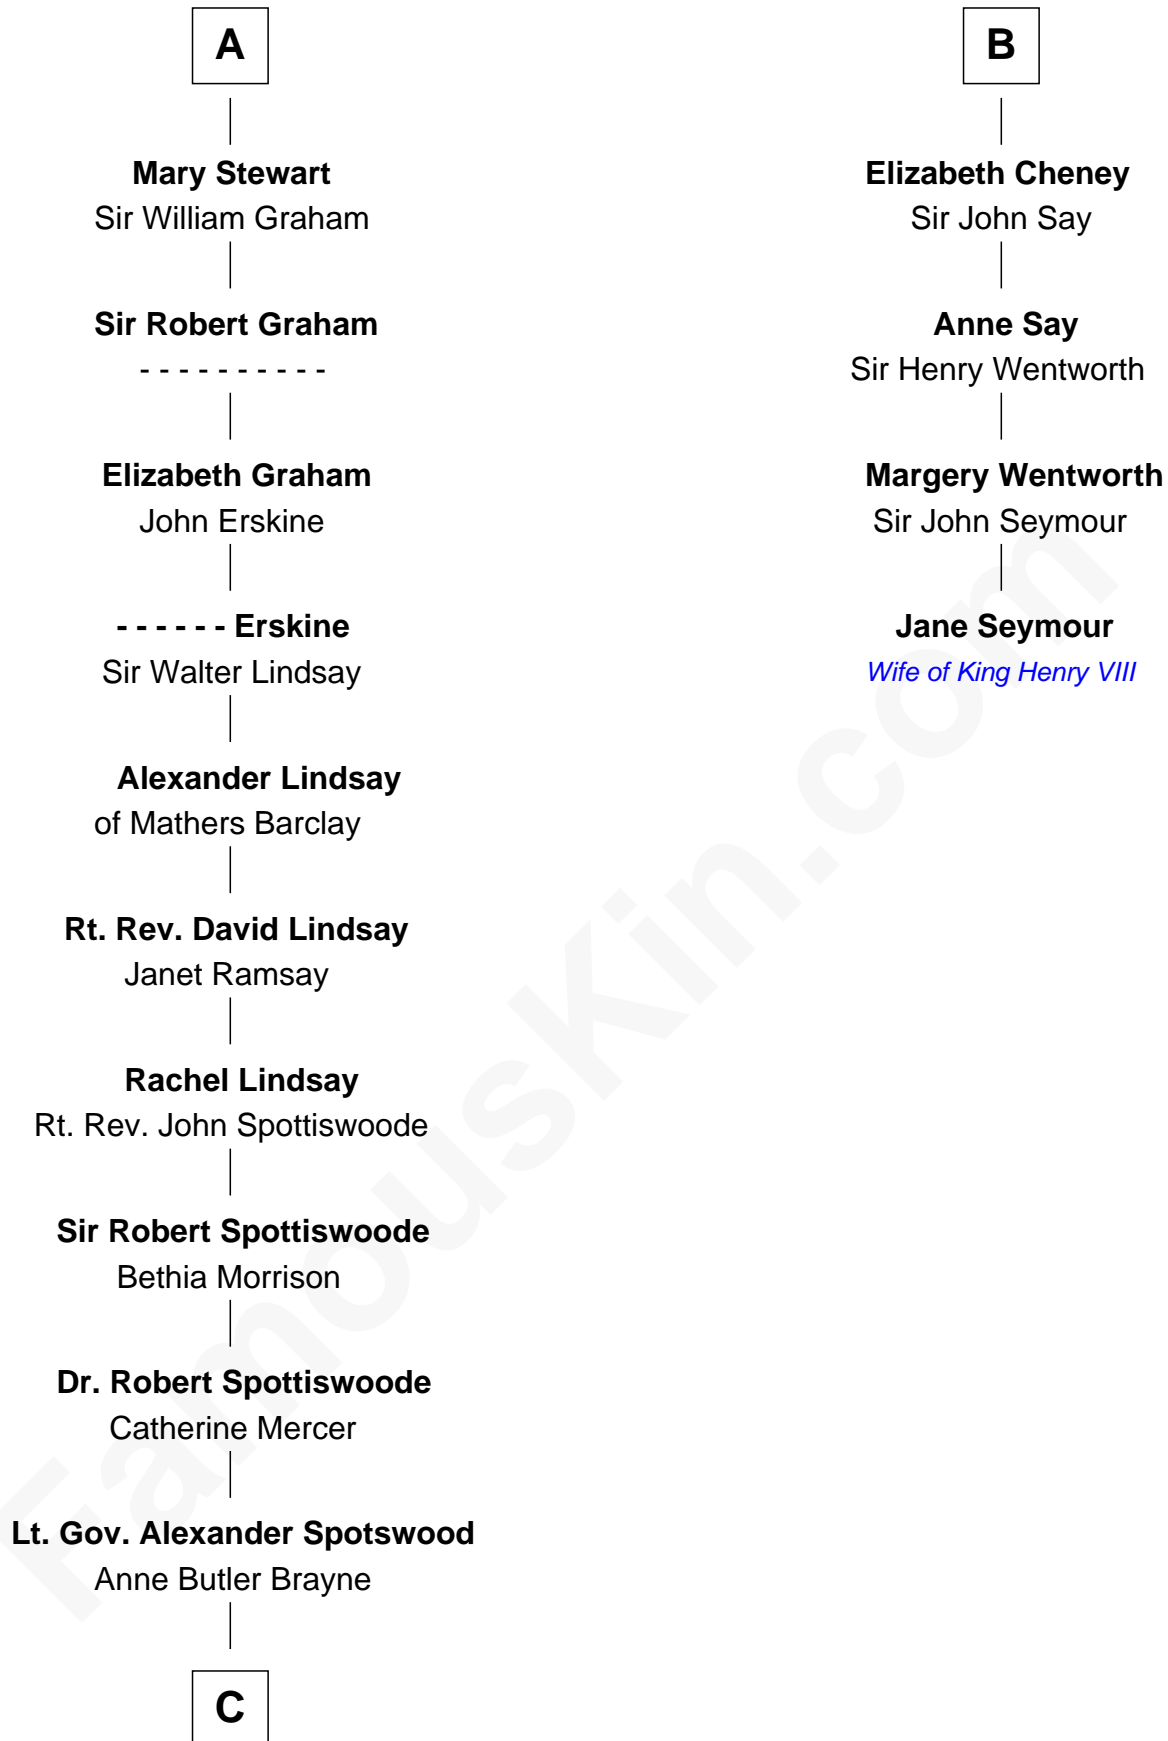 A
Mary Stewart
Sir William Graham
Sir Robert Graham
- - - - - - - - - -
Elizabeth Graham
John Erskine
- - - - - - Erskine
Sir Walter Lindsay
Alexander Lindsay
of Mathers Barclay
Rt. Rev. David Lindsay
Janet Ramsay
Rachel Lindsay
Rt. Rev. John Spottiswoode
Sir Robert Spottiswoode
Bethia Morrison
Dr. Robert Spottiswoode
Catherine Mercer
Lt. Gov. Alexander Spotswood
Anne Butler Brayne
C
B
Elizabeth Cheney
Sir John Say
Anne Say
Sir Henry Wentworth
Margery Wentworth
Sir John Seymour
Jane Seymour
Wife of King Henry VIII
FamousKin.com